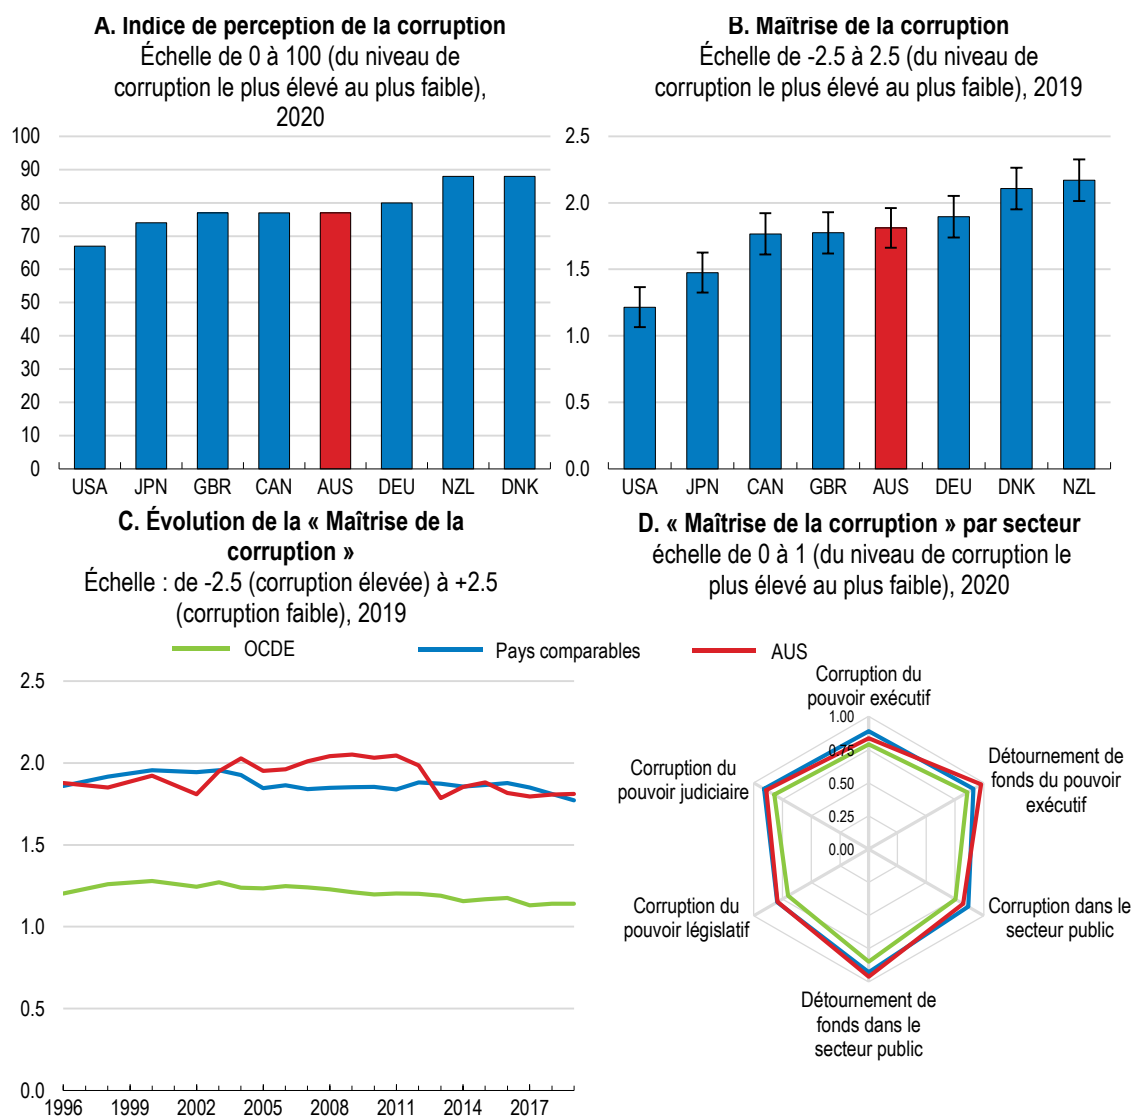 A. Indice de perception de la corruption
Échelle de 0 à 100 (du niveau de
corruption le plus élevé au plus faible),
2020
100
90
80
70
60
50
40
30
20
10
0
USA JPN GBR CAN AUS DEU NZL DNK
B. Maîtrise de la corruption
Échelle de -2.5 à 2.5 (du niveau de
corruption le plus élevé au plus faible), 2019
2.5
2.0
1.5
1.0
0.5
0.0
USA JPN CAN GBR AUS DEU DNK NZL
C. Évolution de la « Maîtrise de la
corruption »
Échelle : de -2.5 (corruption élevée) à +2.5
(corruption faible), 2019
D. « Maîtrise de la corruption » par secteur
échelle de 0 à 1 (du niveau de corruption le
plus élevé au plus faible), 2020
OCDE Pays comparables AUS
2.5
2.0
1.5
1.0
0.5
0.0
1996 1999 2002 2005 2008 2011 2014 2017
Corruption du
pouvoir exécutif
1.00
0.75
0.50
0.25
0.00
Détournement de
fonds du pouvoir
exécutif
Corruption dans le
secteur public
Détournement de
fonds dans le
secteur public
Corruption du
pouvoir législatif
Corruption du
pouvoir judiciaire